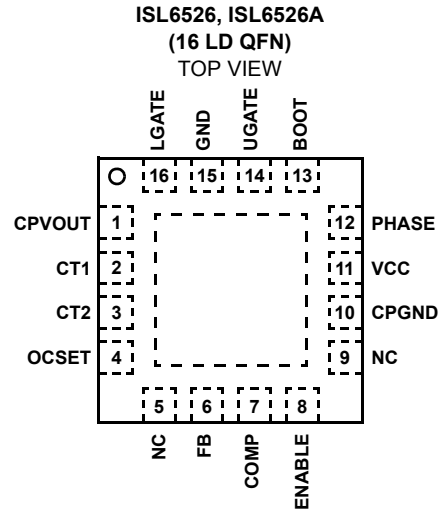 ISL6526, ISL6526A
(16 LD QFN)
TOP VIEW
LGATE
GND
UGATE
BOOT
16 15 14 13
CPVOUT 1
12 PHASE
CT1 2
11 VCC
CT2 3
10 CPGND
OCSET 4
9 NC
5 6 7 8
NC
FB
COMP
ENABLE